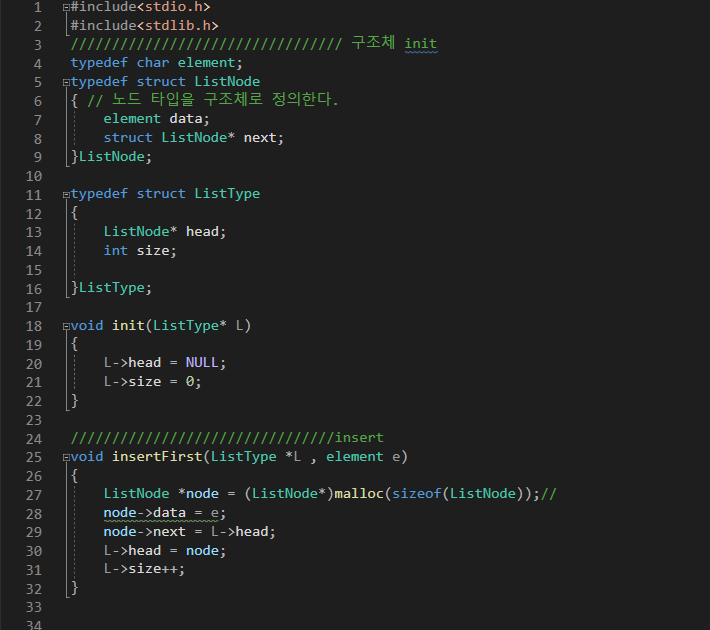 1 #include<stdio.h>
2 #include<stdlib.h>
3 ///////////////////////////////// 구조체 init
4 typedef char element;
5 typedef struct ListNode
6 { // 노드 타입을 구조체로 정의한다.
7 element data;
8 struct ListNode* next;
9 }ListNode;
10
11 typedef struct ListType
12 {
13 ListNode* head;
14 int size;
15
16 }ListType;
17
18 void init(ListType* L)
19 {
20 L->head = NULL;
21 L->size = 0;
22 }
23
24 ////////////////////////////////insert
25 void insertFirst(ListType *L , element e)
26 {
27 ListNode *node = (ListNode*)malloc(sizeof(ListNode));//
28 node->data = e;
29 node->next = L->head;
30 L->head = node;
31 L->size++;
32 }
33
34